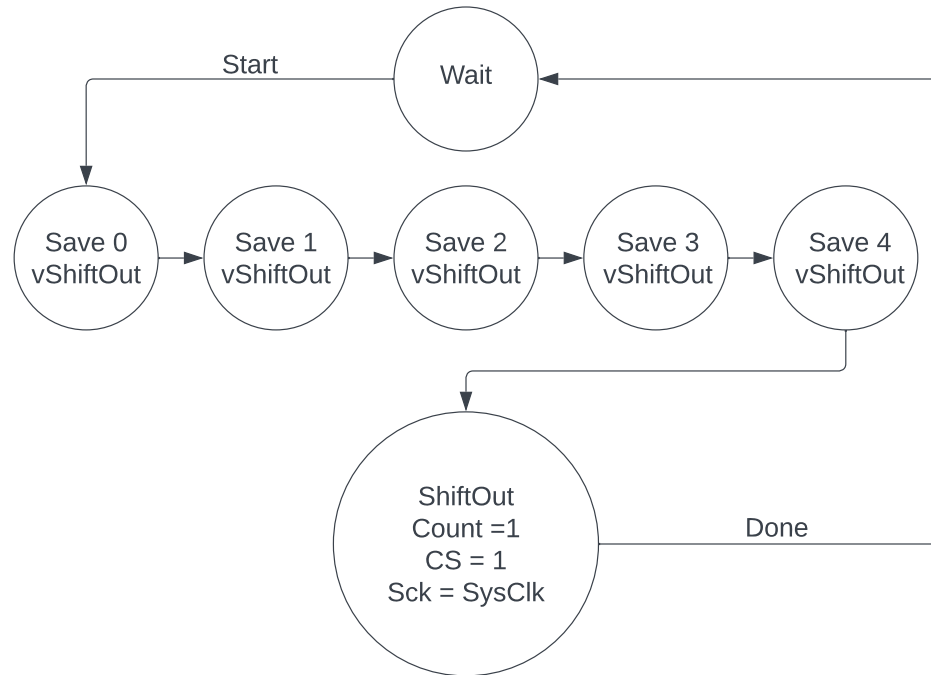 Wait
Start
Save 0
vShiftOut
Save 1
vShiftOut
Save 2
vShiftOut
Save 3
vShiftOut
Save 4
vShiftOut
ShiftOut
Count =1
CS = 1
Sck = SysClk
Done